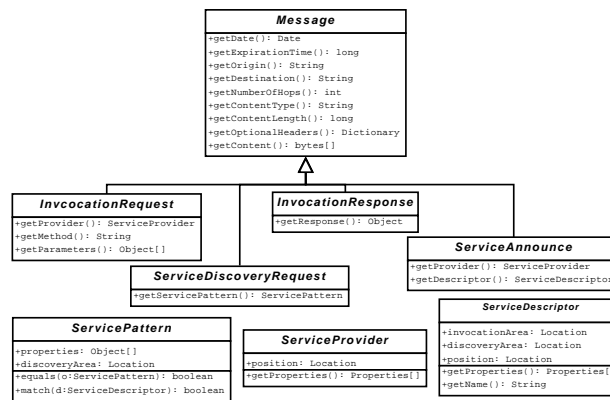 Message
+getDate(): Date
+getExpirationTime(): long
+getOrigin(): String
+getDestination(): String
+getNumberOfHops(): int
+getContentType(): String
+getContentLength(): long
+getOptionalHeaders(): Dictionary
+getContent(): bytes[]
InvcocationRequest
+getProvider(): ServiceProvider
+getMethod(): String
+getParameters(): Object[]
InvocationResponse
+getResponse(): Object
ServiceAnnounce
+getProvider(): ServiceProvider
+getDescriptor(): ServiceDescriptor
ServiceDiscoveryRequest
+getServicePattern(): ServicePattern
ServicePattern
+properties: Object[]
+discoveryArea: Location
+equals(o:ServicePattern): boolean
+match(d:ServiceDescriptor): boolean
ServiceProvider
+position: Location
+getProperties(): Properties[]
ServiceDescriptor
+invocationArea: Location
+discoveryArea: Location
+position: Location
+getProperties(): Properties[]
+getName(): String